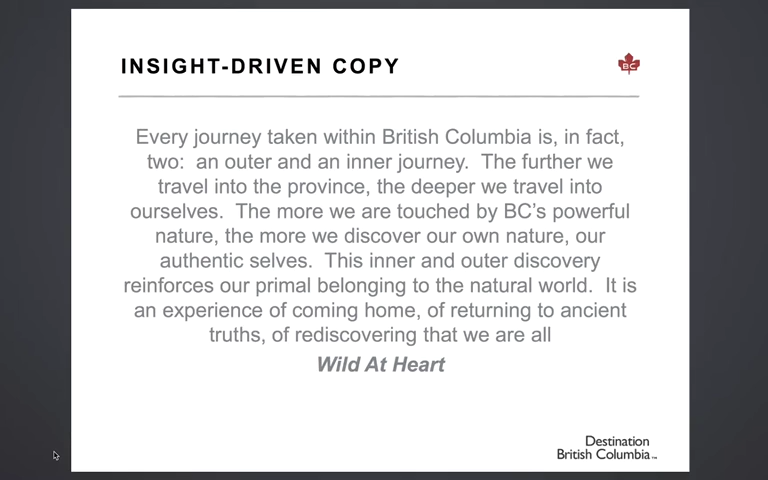 INSIGHT-DRIVEN COPY
BC
Every journey taken within British Columbia is, in fact,
two:  an outer and an inner journey.  The further we
travel into the province, the deeper we travel into
ourselves.  The more we are touched by BC's powerful
nature, the more we discover our own nature, our
authentic selves.  This inner and outer discovery
reinforces our primal belonging to the natural world.  It is
an experience of coming home, of returning to ancient
truths, of rediscovering that we are all
Wild At Heart
Destination
British Columbia™